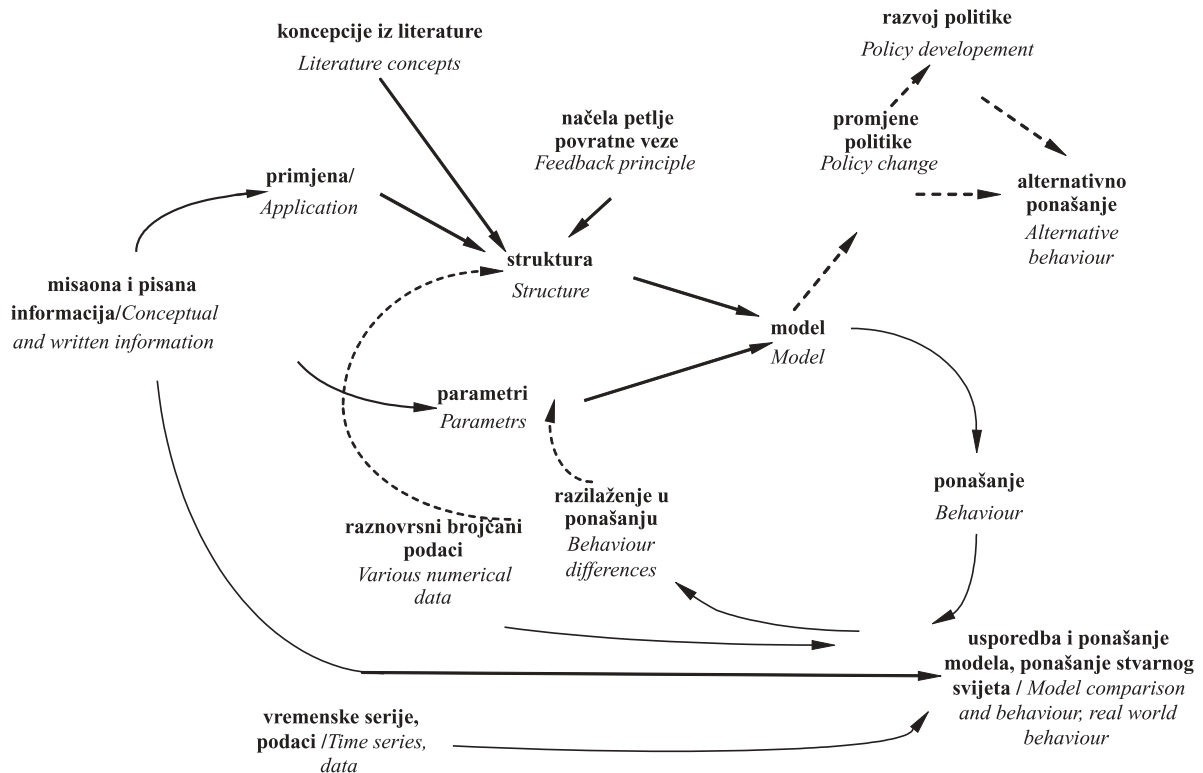 koncepcije iz literature
Literature concepts
razvoj politike
Policy developement
načela petlje
povratne veze
Feedback principle
promjene
politike
Policy change
primjena/
Application
alternativno
ponašanje
Alternative
behaviour
struktura
Structure
misaona i pisana
informacija/Conceptual
and written information
model
Model
parametri
Parametrs
ponašanje
Behaviour
razilaženje u
ponašanju
Behaviour
differences
raznovrsni brojčani
podaci
Various numerical
data
usporedba i ponašanje
modela, ponašanje stvarnog
svijeta / Model comparison
and behaviour, real world
behaviour
vremenske serije,
podaci /Time series,
data